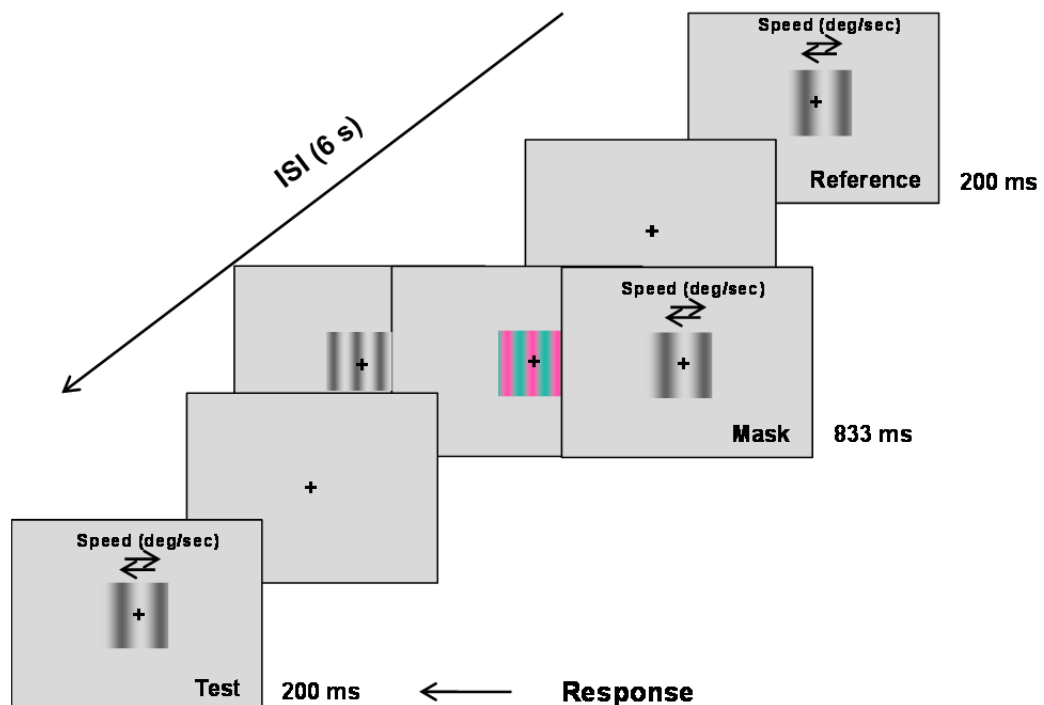 Speed (deg/sec)
Reference
200 ms
ISI (6 s)
Speed (deg/sec)
Mask
833 ms
Speed (deg/sec)
Test
200 ms
Response